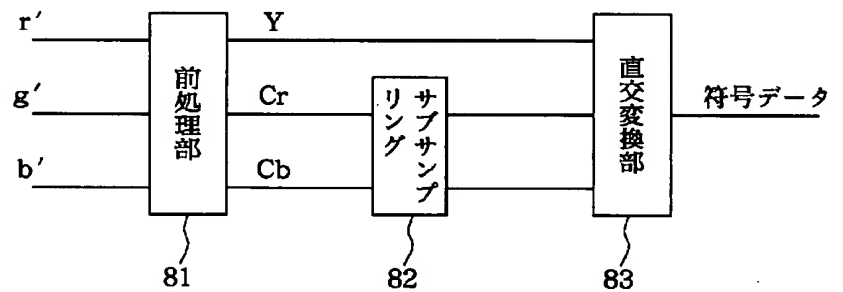 r′
g′
b′
前処理部
81
Y
Cr
Cb
サブサンプ
リング
82
直交変換部
83
符号データ